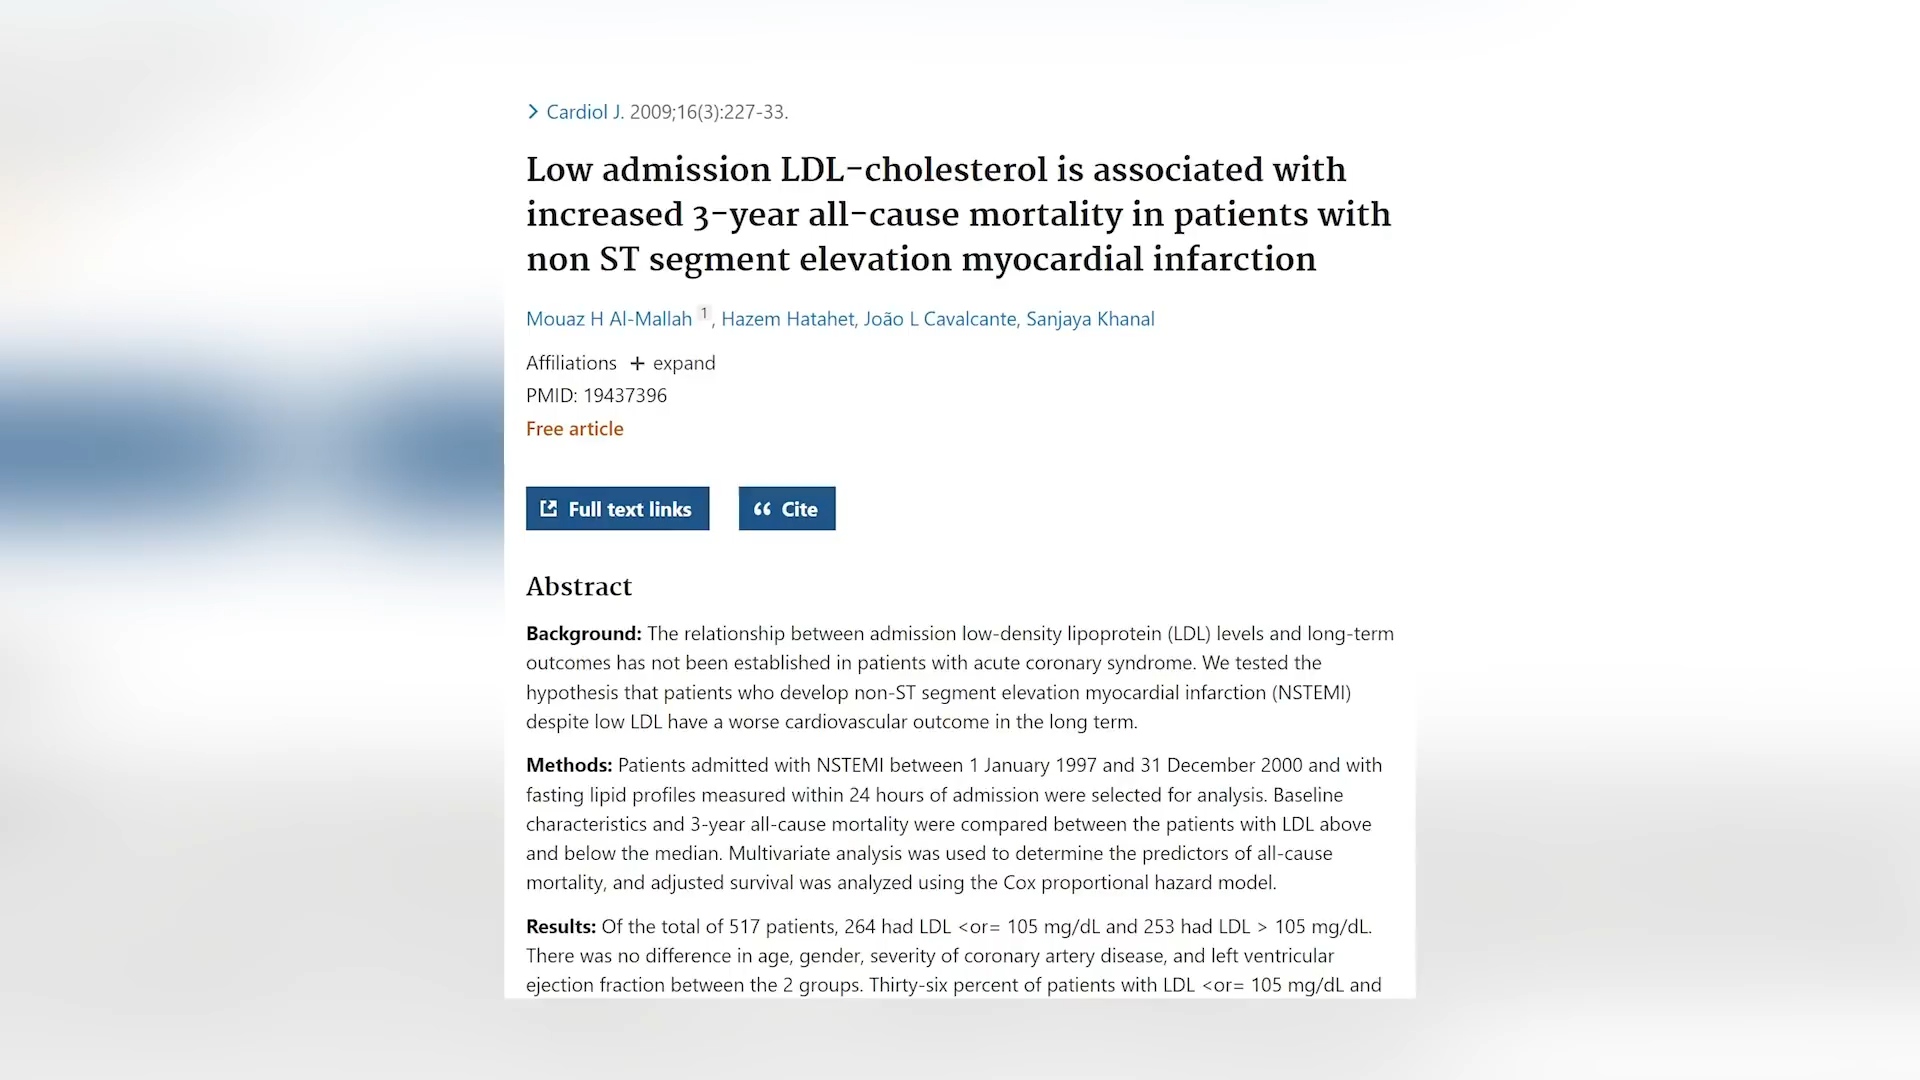 Cardiol J. 2009;16(3):227-33.
Low admission LDL-cholesterol is associated with
increased 3-year all-cause mortality in patients with
non ST segment elevation myocardial infarction
Mouaz H Al-Mallah 1, Hazem Hatahet, João L Cavalcante, Sanjaya Khanal
Affiliations + expand
PMID: 19437396
Free article
Full text links
Cite
Abstract
Background: The relationship between admission low-density lipoprotein (LDL) levels and long-term
outcomes has not been established in patients with acute coronary syndrome. We tested the
hypothesis that patients who develop non-ST segment elevation myocardial infarction (NSTEMI)
despite low LDL have a worse cardiovascular outcome in the long term.
Methods: Patients admitted with NSTEMI between 1 January 1997 and 31 December 2000 and with
fasting lipid profiles measured within 24 hours of admission were selected for analysis. Baseline
characteristics and 3-year all-cause mortality were compared between the patients with LDL above
and below the median. Multivariate analysis was used to determine the predictors of all-cause
mortality, and adjusted survival was analyzed using the Cox proportional hazard model.
Results: Of the total of 517 patients, 264 had LDL <or= 105 mg/dL and 253 had LDL > 105 mg/dL.
There was no difference in age, gender, severity of coronary artery disease, and left ventricular
ejection fraction between the 2 groups. Thirty-six percent of patients with LDL <or= 105 mg/dL and